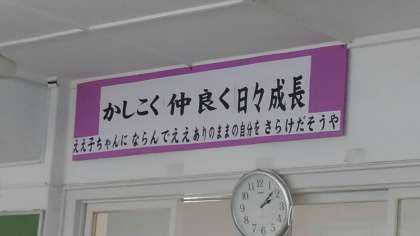 かしこく 仲良く 日々成長
ええ子ちゃんに ならんでええ ありのままの自分を さらけだそうや